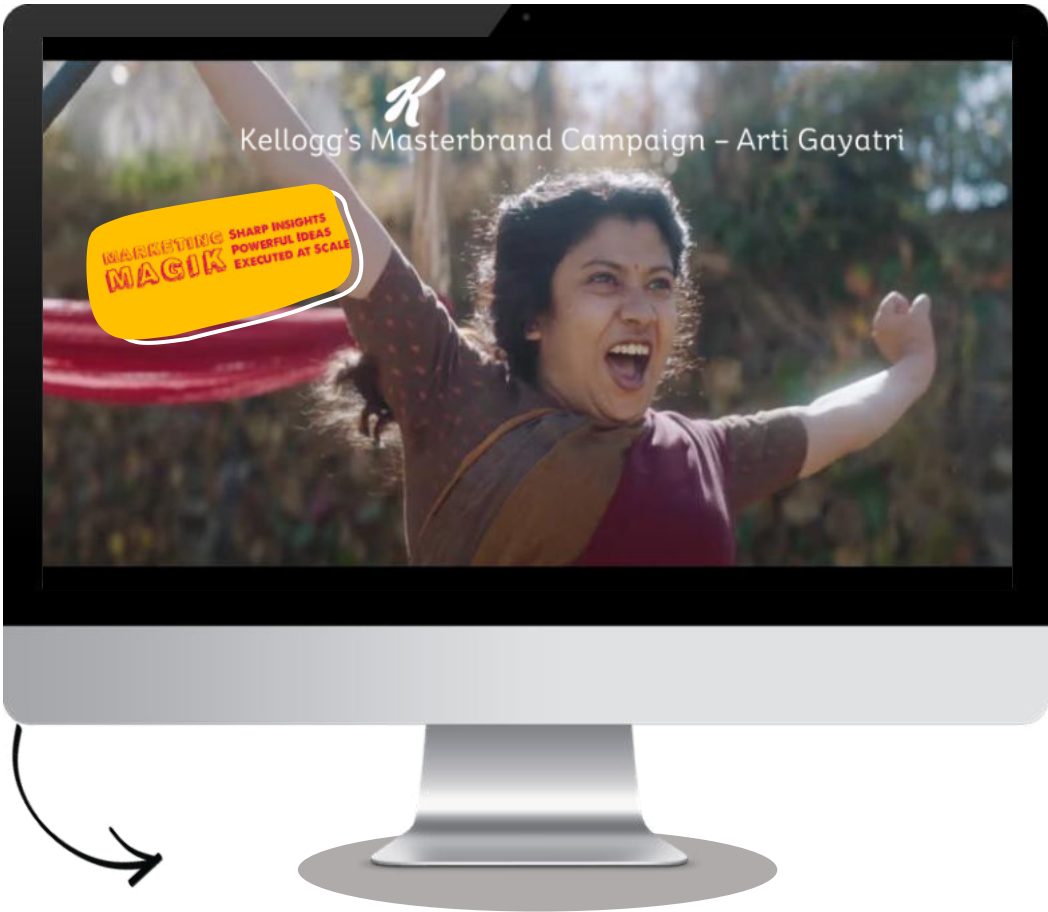 K
Kellogg's Masterbrand Campaign – Arti Gayatri
MARKETING
MAGIK
SHARP INSIGHTS
POWERFUL IDEAS
EXECUTED AT SCALE